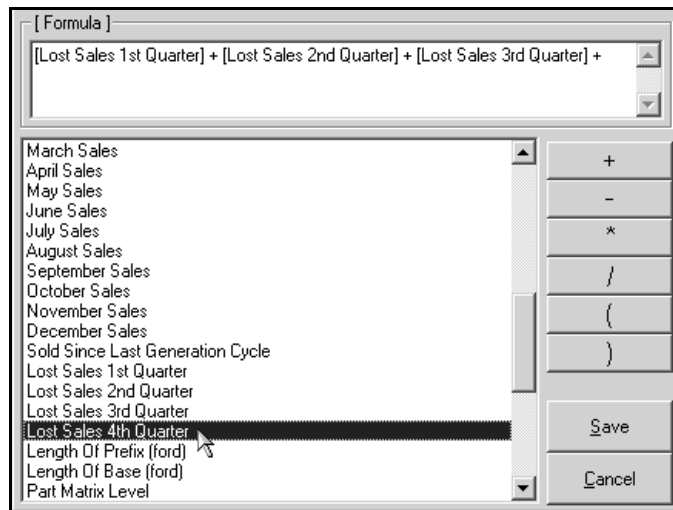 [ Formula ]
[Lost Sales 1st Quarter] + [Lost Sales 2nd Quarter] + [Lost Sales 3rd Quarter] +
March Sales
April Sales
May Sales
June Sales
July Sales
August Sales
September Sales
October Sales
November Sales
December Sales
Sold Since Last Generation Cycle
Lost Sales 1st Quarter
Lost Sales 2nd Quarter
Lost Sales 3rd Quarter
Lost Sales 4th Quarter
Length Of Prefix (ford)
Length Of Base (ford)
Part Matrix Level
+
-
*
/
(
)
Save
Cancel